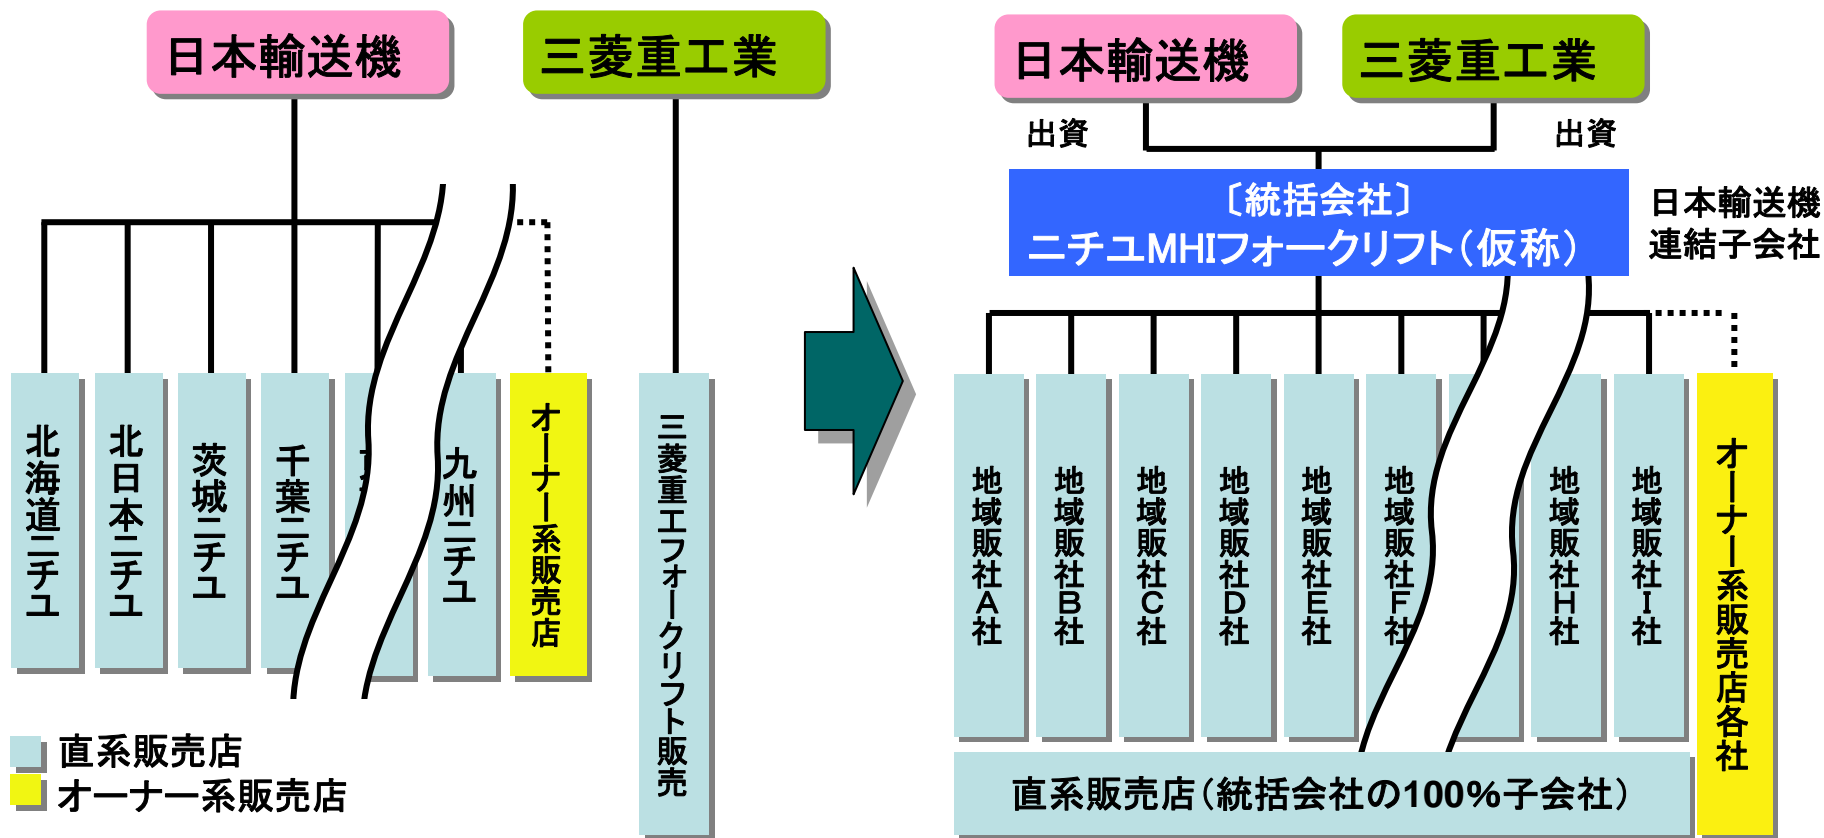 日本輸送機
三菱重工業
北海道ニチユ
北日本ニチユ
茨城ニチユ
千葉ニチユ
九州ニチユ
オーナー系販売店
三菱重工フォークリフト販売
直系販売店
オーナー系販売店
日本輸送機
三菱重工業
出資
出資
〔統括会社〕
ニチユMHIフォークリフト(仮称)
日本輸送機
連結子会社
地域販社A社
地域販社B社
地域販社C社
地域販社D社
地域販社E社
地域販社F社
地域販社H社
地域販社I社
オーナー系販売店各社
直系販売店(統括会社の100%子会社)